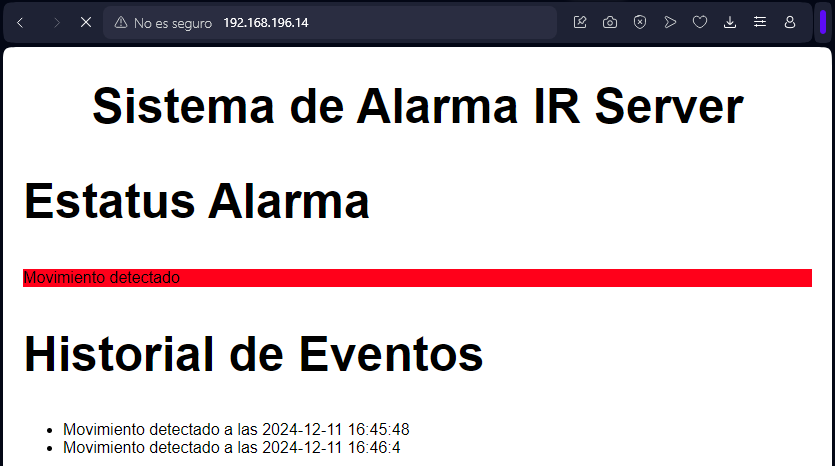 No es seguro 192.168.196.14
Sistema de Alarma IR Server
Estatus Alarma
Movimiento detectado
Historial de Eventos
Movimiento detectado a las 2024-12-11 16:45:48
Movimiento detectado a las 2024-12-11 16:46:4